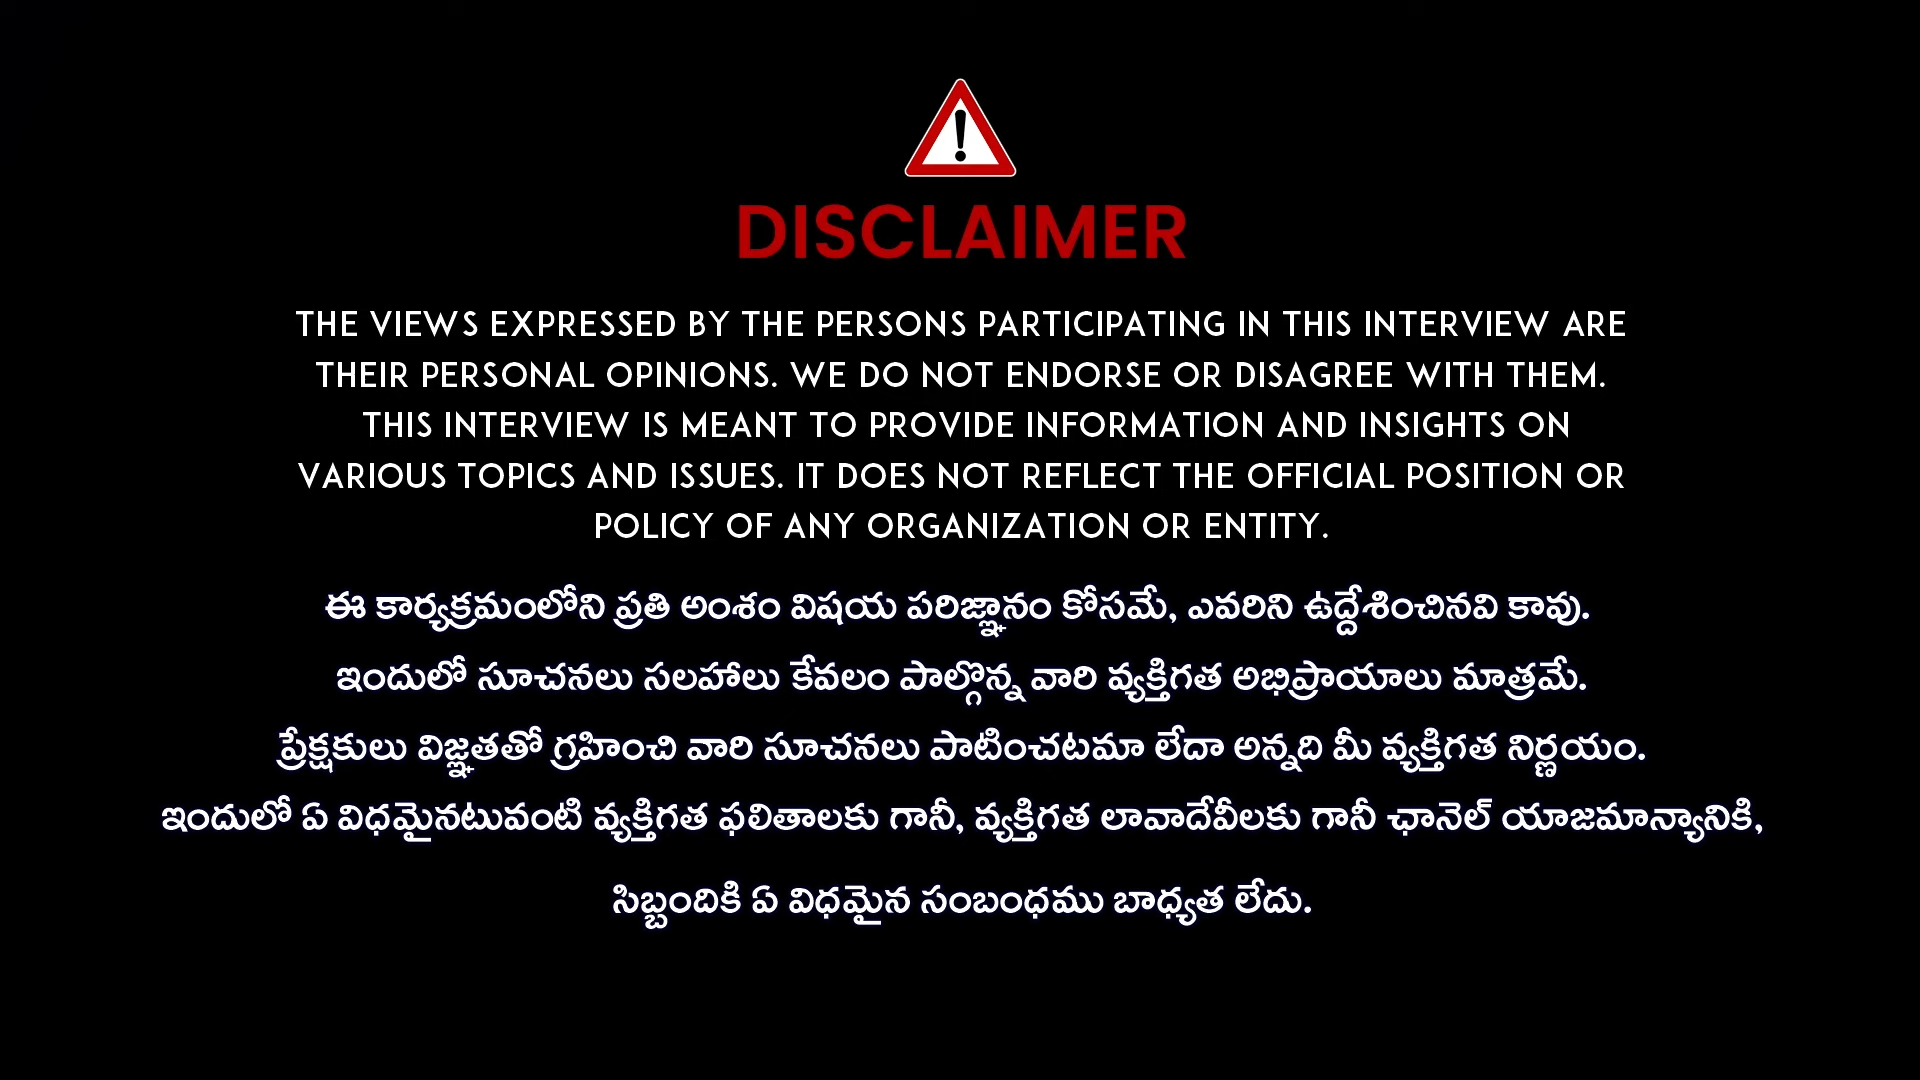 DISCLAIMER
THE VIEWS EXPRESSED BY THE PERSONS PARTICIPATING IN THIS INTERVIEW ARE
THEIR PERSONAL OPINIONS. WE DO NOT ENDORSE OR DISAGREE WITH THEM.
THIS INTERVIEW IS MEANT TO PROVIDE INFORMATION AND INSIGHTS ON
VARIOUS TOPICS AND ISSUES. IT DOES NOT REFLECT THE OFFICIAL POSITION OR
POLICY OF ANY ORGANIZATION OR ENTITY.
ఈ కార్యక్రమంలోని ప్రతి అంశం విషయ పరిజ్ఞానం కోసమే, ఎవరిని ఉద్దేశించినవి కావు.
ఇందులో సూచనలు సలహాలు కేవలం పాల్గొన్న వారి వ్యక్తిగత అభిప్రాయాలు మాత్రమే.
ప్రేక్షకులు విజ్ఞతతో గ్రహించి వారి సూచనలు పాటించటమా లేదా అన్నది మీ వ్యక్తిగత నిర్ణయం.
ఇందులో ఏ విధమైనటువంటి వ్యక్తిగత ఫలితాలకు గానీ, వ్యక్తిగత లావాదేవీలకు గానీ ఛానెల్ యాజమాన్యానికి,
సిబ్బందికి ఏ విధమైన సంబంధము బాధ్యత లేదు.